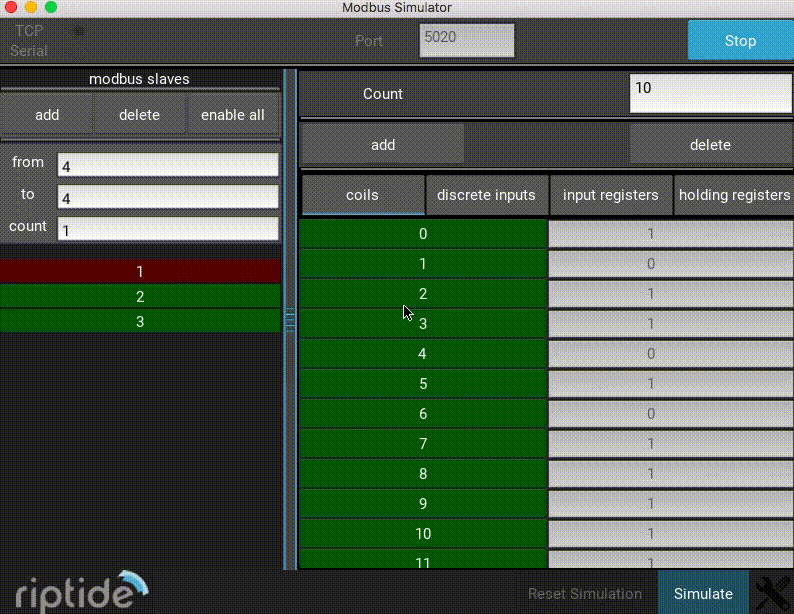 Modbus Simulator
TCP
Serial
Port 5020 Stop
modbus slaves
add delete enable all
from 4
to 4
count 1
1
2
3
Count 10
add delete
coils discrete inputs input registers holding registers
0 1
1 0
2 1
3 1
4 0
5 1
6 0
7 1
8 1
9 1
10 1
11 1
riptide
Reset Simulation Simulate